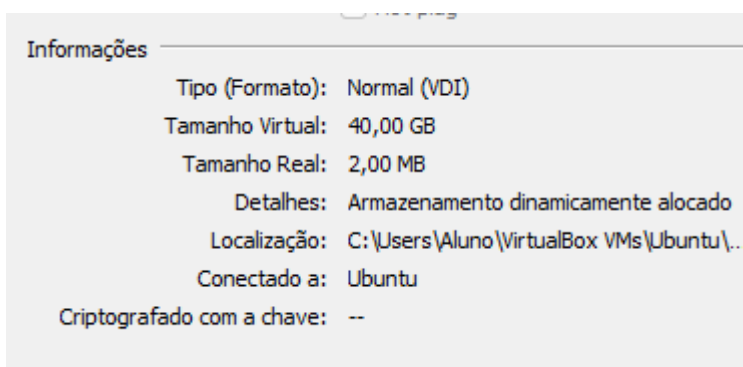 Informações
Tipo (Formato): Normal (VDI)
Tamanho Virtual: 40,00 GB
Tamanho Real: 2,00 MB
Detalhes: Armazenamento dinamicamente alocado
Localização: C:\Users\Aluno\VirtualBox VMs\Ubuntu\...
Conectado a: Ubuntu
Criptografado com a chave: --